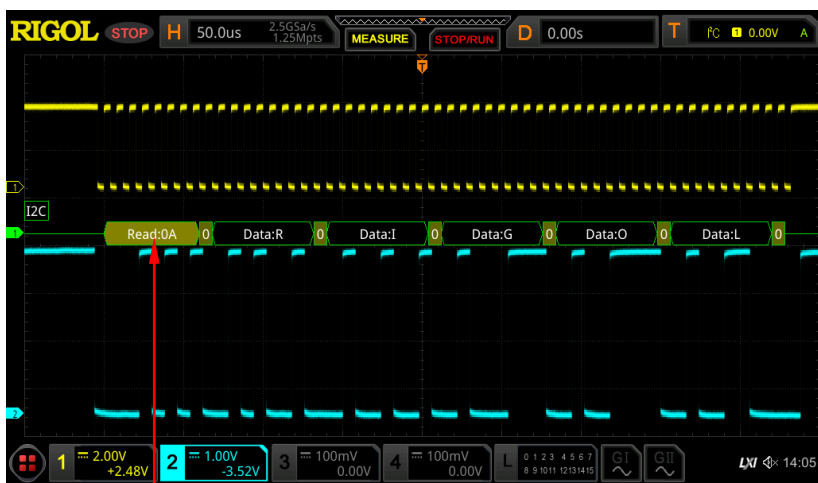 RIGOL STOP H 50.0us 2.5GSa/s 1.25Mpts MEASURE STOP/RUN D 0.00s T I²C 1 0.00V A
T
1
I2C
1 Read:0A 0 Data:R 0 Data:I 0 Data:G 0 Data:O 0 Data:L 0
2
1 2.00V +2.48V 2 1.00V -3.52V 3 100mV 0.00V 4 100mV 0.00V L 0 1 2 3 4 5 6 7 8 9 10 11 12 13 14 15 GI GII LXI 14:05